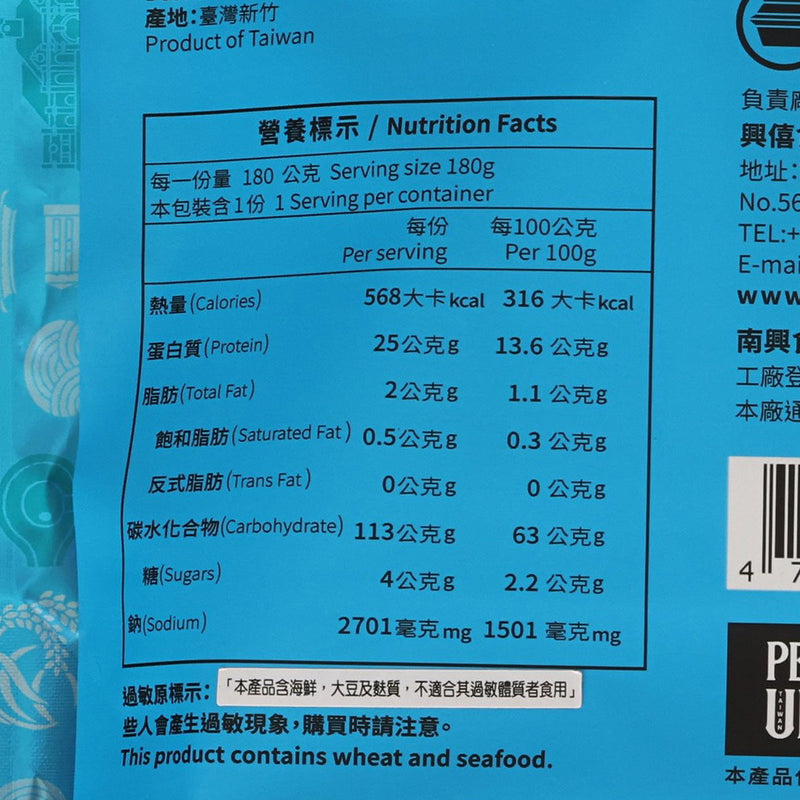 產地：臺灣新竹
Product of Taiwan
營養標示 / Nutrition Facts
每一份量 180 公克 Serving size 180g
本包裝含1份 1 Serving per container
每份 每100公克
Per serving Per 100g
熱量(Calories) 568大卡kcal 316 大卡kcal
蛋白質(Protein) 25公克g 13.6 公克g
脂肪(Total Fat) 2公克g 1.1 公克g
飽和脂肪(Saturated Fat) 0.5公克g 0.3 公克g
反式脂肪(Trans Fat) 0公克g 0 公克g
碳水化合物(Carbohydrate) 113公克g 63 公克g
糖(Sugars) 4公克g 2.2 公克g
鈉(Sodium) 2701毫克mg 1501 毫克mg
過敏原標示：「本產品含海鮮，大豆及麩質，不適合其過敏體質者食用」
些人會產生過敏現象，購買時請注意。
This product contains wheat and seafood.
負責廠
興僖
地址：
No.56
TEL:+
E-mai
www
南興食
工廠登
本廠通
4 7
PE
U
TAIWAN
本產品